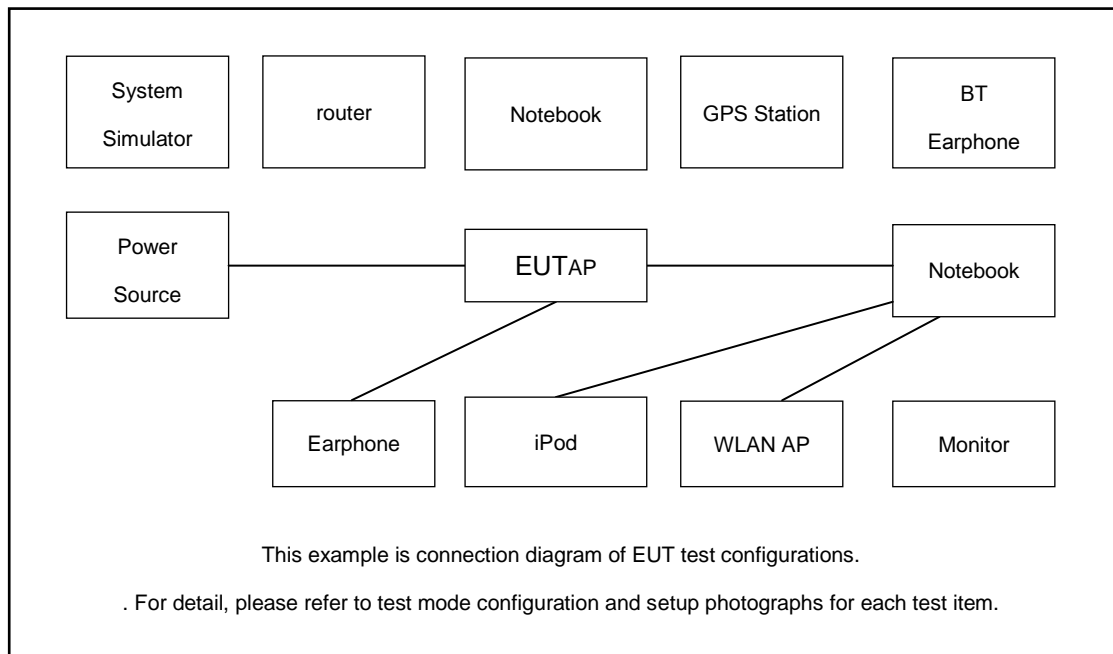 System
Simulator
router
Notebook
GPS Station
BT
Earphone
Power
Source
EUTAP
Notebook
Earphone
iPod
WLAN AP
Monitor
This example is connection diagram of EUT test configurations.
. For detail, please refer to test mode configuration and setup photographs for each test item.